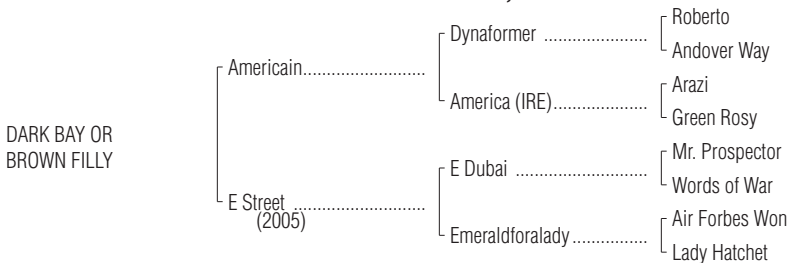 Roberto
Dynaformer ........................
Andover Way
Americain............................
Arazi
America (IRE)......................
Green Rosy
DARK BAY OR
BROWN FILLY
Mr. Prospector
E Dubai ..............................
Words of War
E Street ..............................
(2005)
Air Forbes Won
Emeraldforalady.................
Lady Hatchet